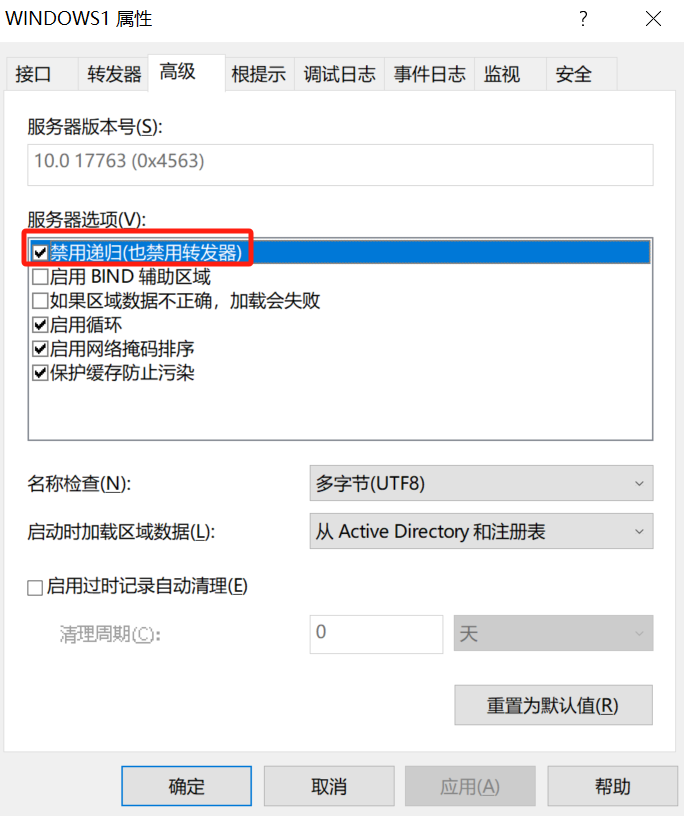 WINDOWS1 属性
接口 转发器 高级 根提示 调试日志 事件日志 监视 安全
服务器版本号(S):
10.0 17763 (0x4563)
服务器选项(V):
禁用递归(也禁用转发器)
启用 BIND 辅助区域
如果区域数据不正确，加载会失败
启用循环
启用网络掩码排序
保护缓存防止污染
名称检查(N): 多字节(UTF8)
启动时加载区域数据(L): 从 Active Directory 和注册表
启用过时记录自动清理(E)
清理周期(C): 0 天
重置为默认值(R)
确定 取消 应用(A) 帮助